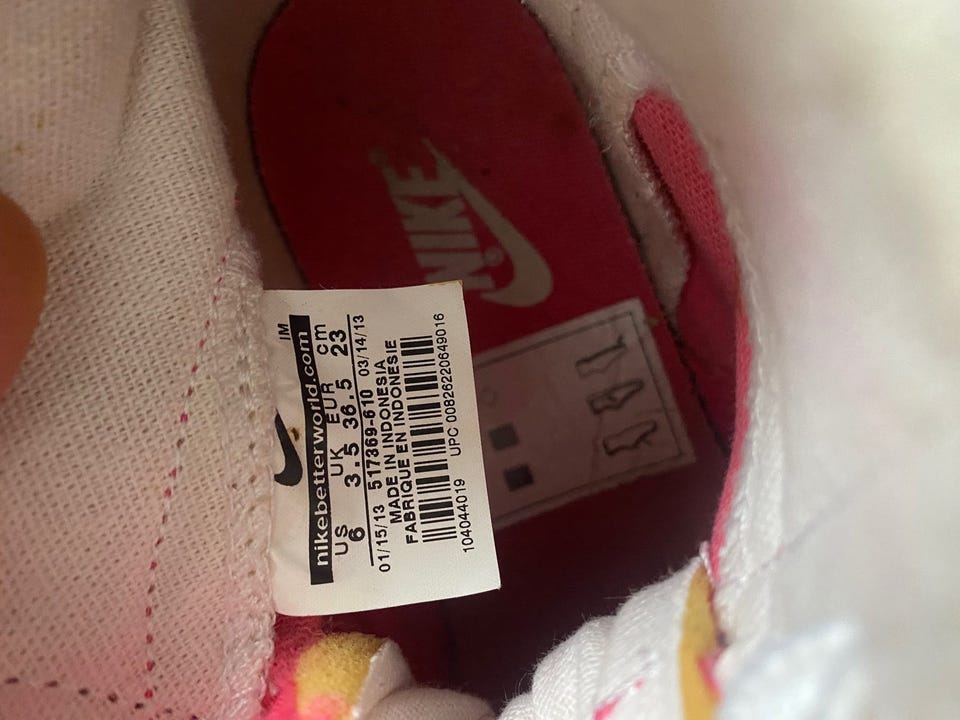 NIKE®
IM
nikebetterworld.com
US UK EUR cm
6 3.5 36.5 23
01/15/13 517369-610 03/14/13
MADE IN INDONESIA
FABRIQUE EN INDONESIE
104044019 UPC 00826220649016